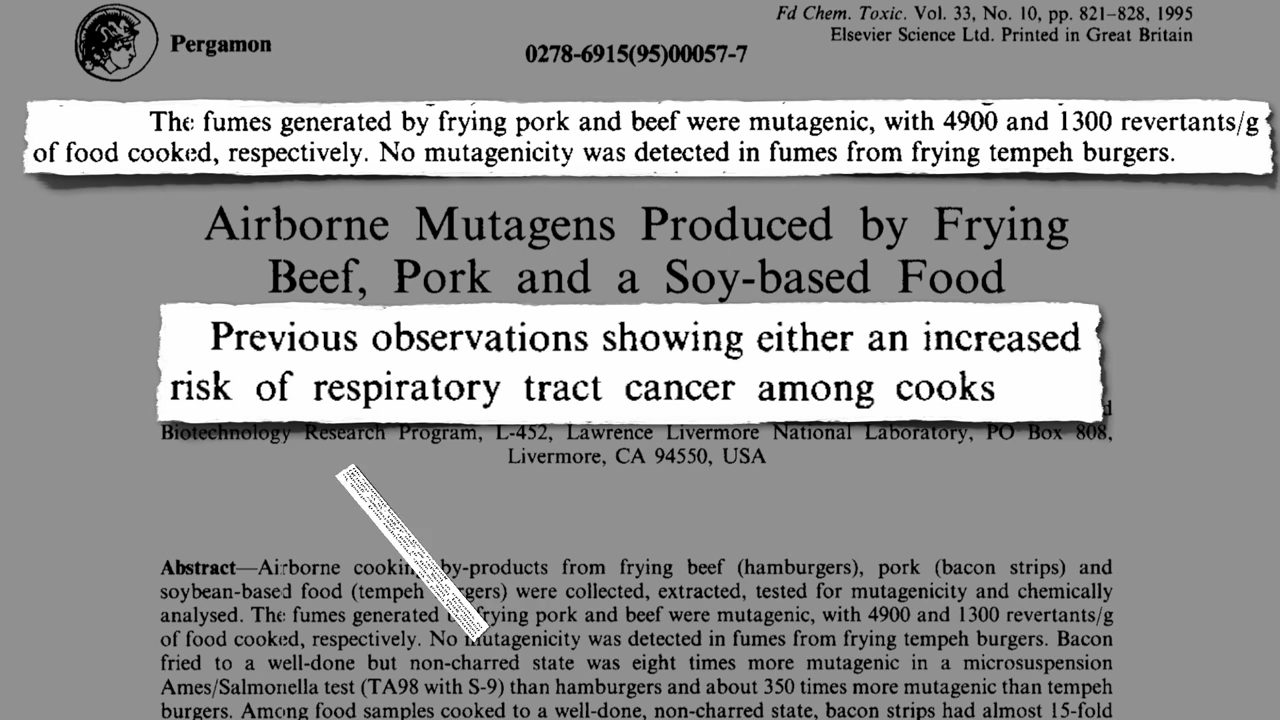 Pergamon
Fd Chem. Toxic. Vol. 33, No. 10, pp. 821–828, 1995
Elsevier Science Ltd. Printed in Great Britain
0278-6915(95)00057-7
The fumes generated by frying pork and beef were mutagenic, with 4900 and 1300 revertants/g
of food cooked, respectively. No mutagenicity was detected in fumes from frying tempeh burgers.
Airborne Mutagens Produced by Frying
Beef, Pork and a Soy-based Food
Previous observations showing either an increased
risk of respiratory tract cancer among cooks
Biotechnology Research Program, L-452, Lawrence Livermore National Laboratory, PO Box 808,
Livermore, CA 94550, USA
Abstract—Airborne cooking by-products from frying beef (hamburgers), pork (bacon strips) and
soybean-based food (tempeh burgers) were collected, extracted, tested for mutagenicity and chemically
analysed. The fumes generated by frying pork and beef were mutagenic, with 4900 and 1300 revertants/g
of food cooked, respectively. No mutagenicity was detected in fumes from frying tempeh burgers. Bacon
fried to a well-done but non-charred state was eight times more mutagenic in a microsuspension
Ames/Salmonella test (TA98 with S-9) than hamburgers and about 350 times more mutagenic than tempeh
burgers. Among food samples cooked to a well-done, non-charred state, bacon strips had almost 15-fold